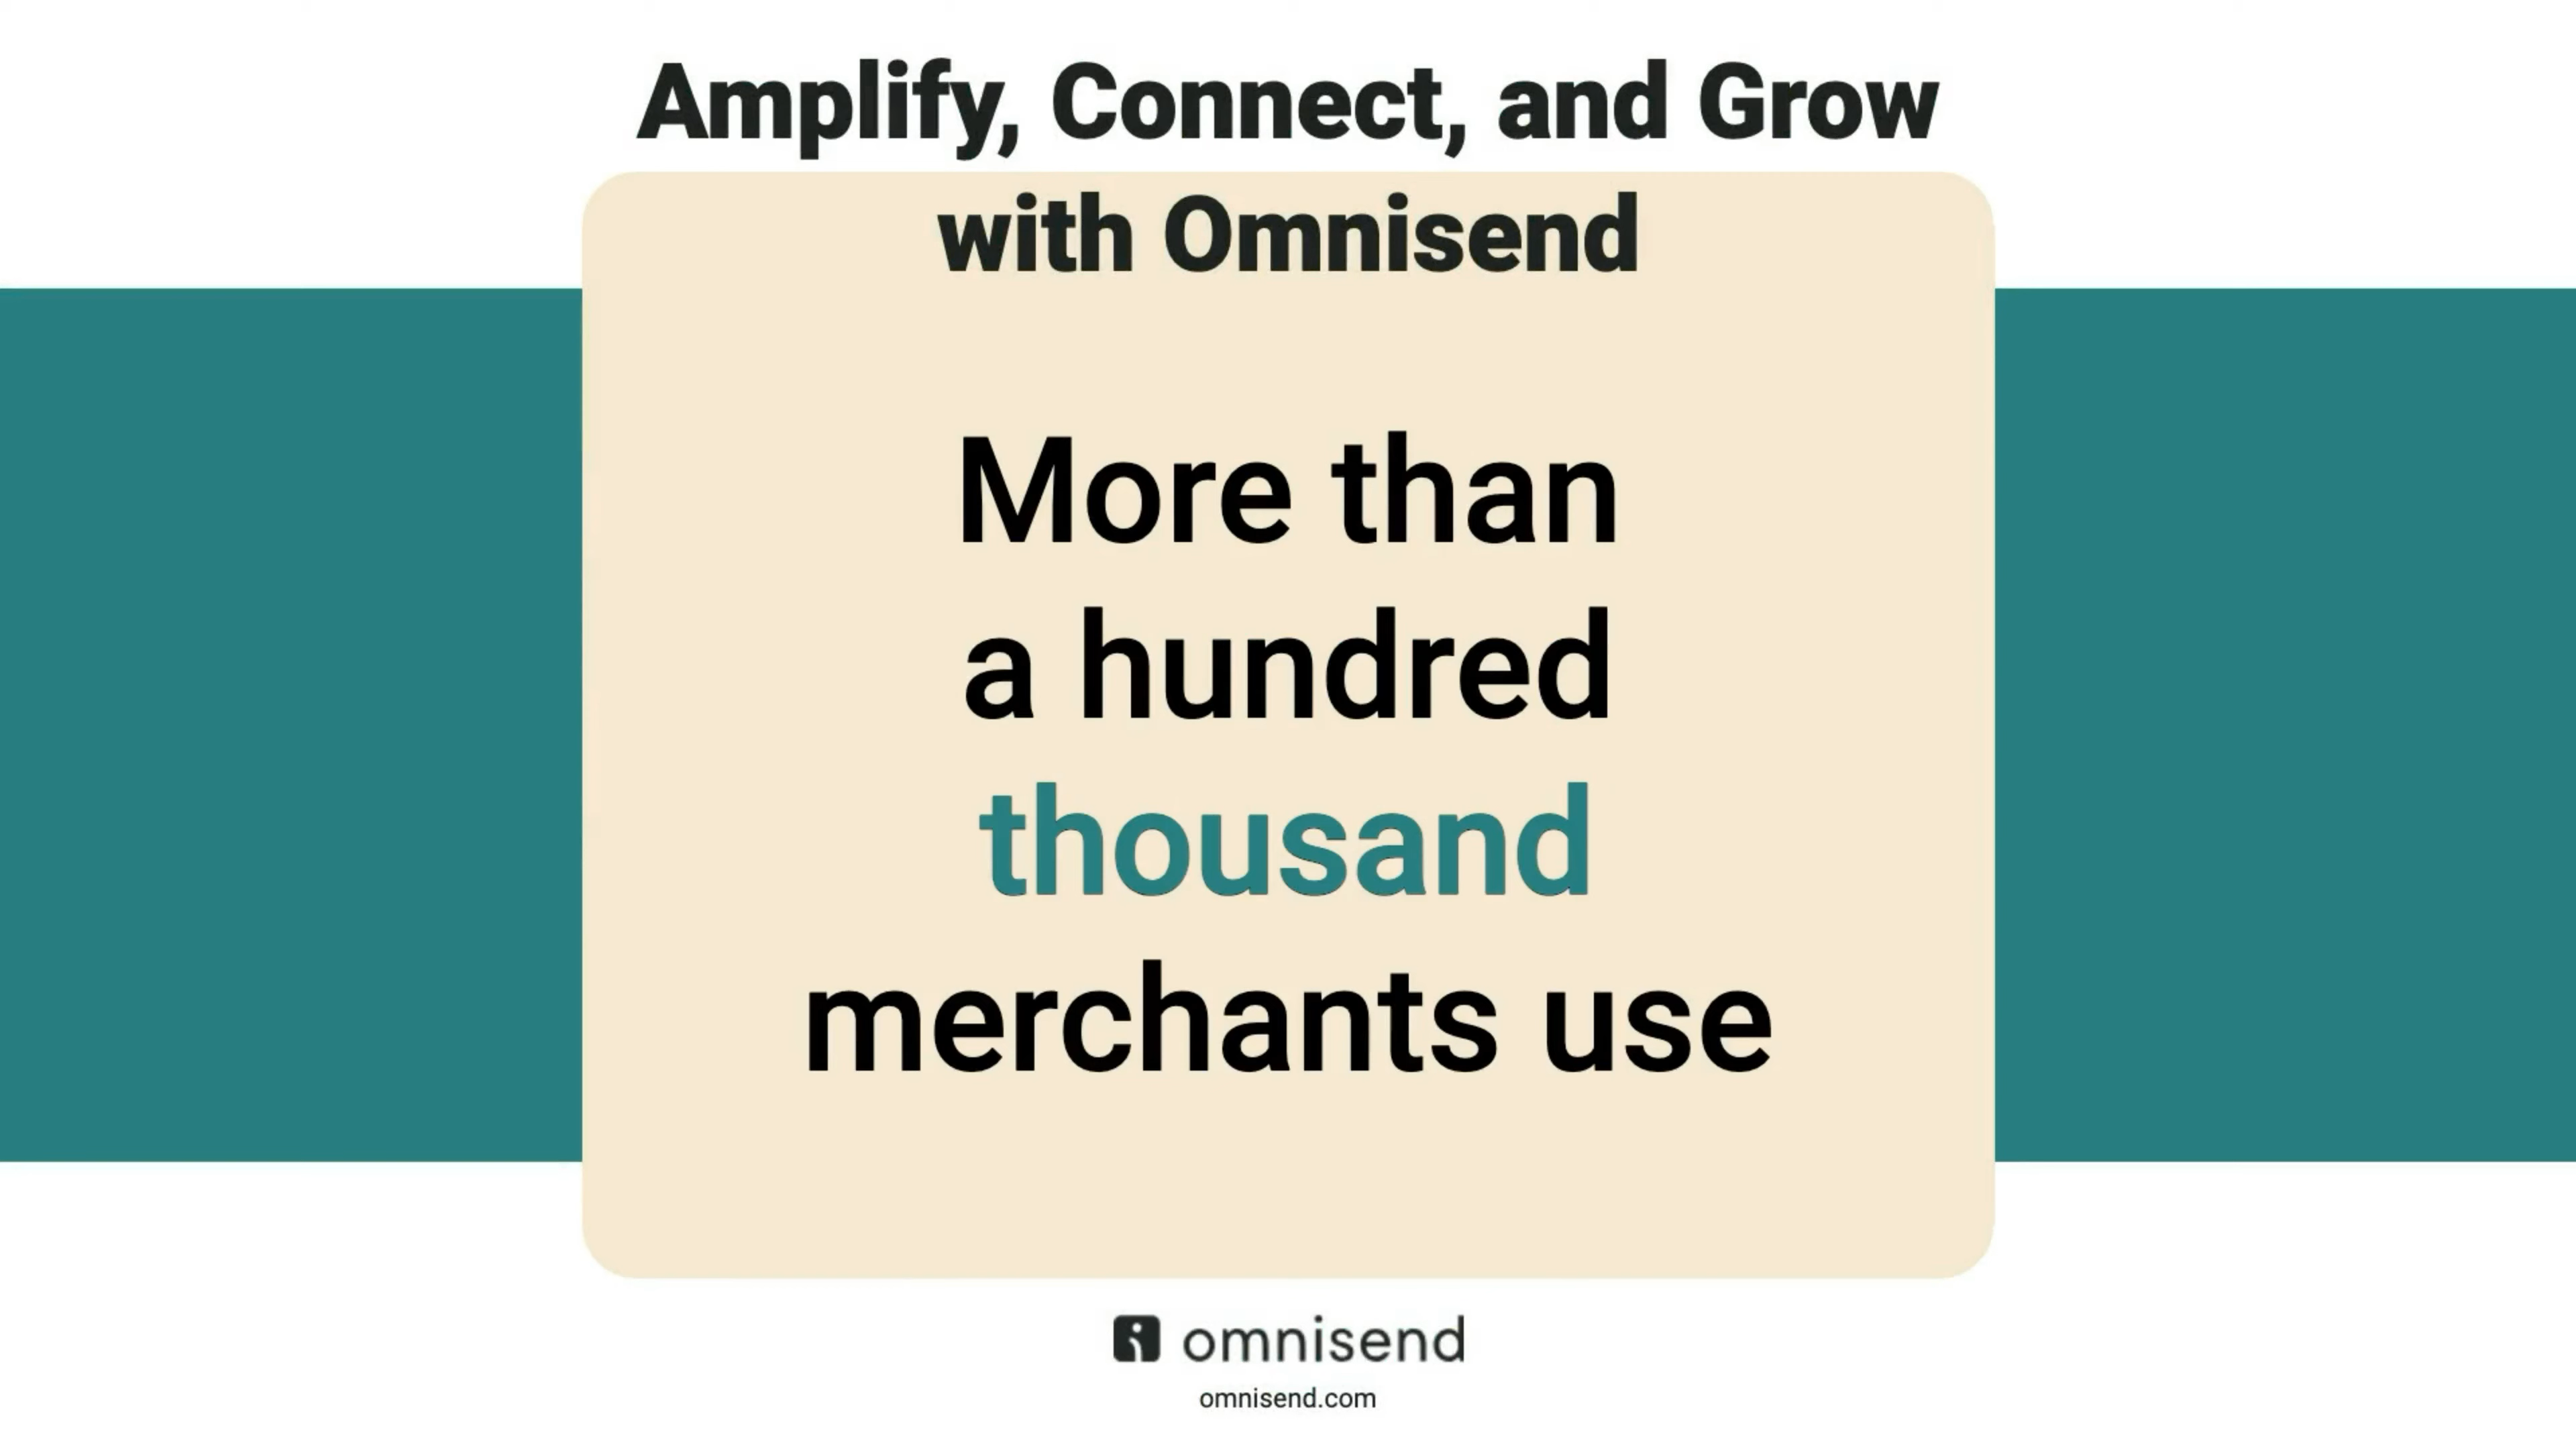 Amplify, Connect, and Grow
with Omnisend
More than
a hundred
thousand
merchants use
omnisend
omnisend.com